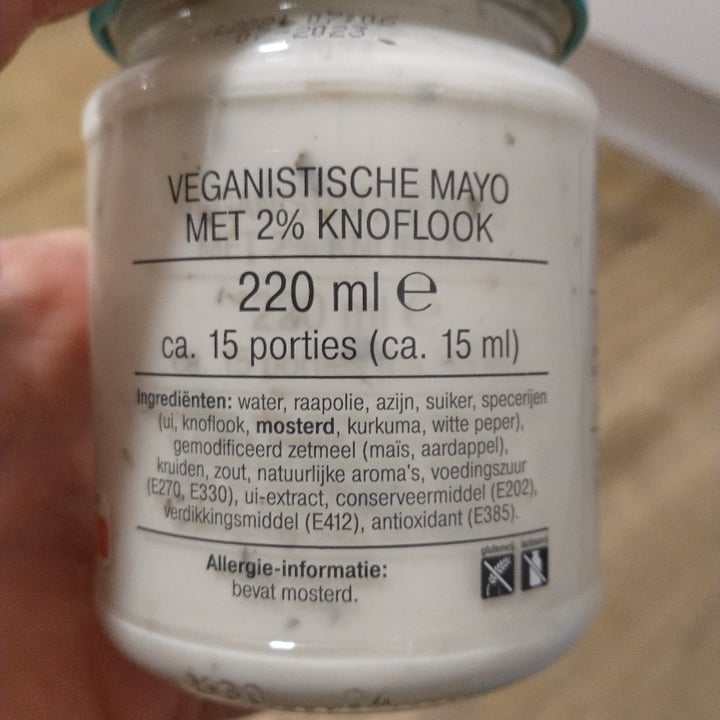 2023
VEGANISTISCHE MAYO
MET 2% KNOFLOOK
220 ml e
ca. 15 porties (ca. 15 ml)
Ingrediënten: water, raapolie, azijn, suiker, specerijen
(ui, knoflook, mosterd, kurkuma, witte peper),
gemodificeerd zetmeel (maïs, aardappel),
kruiden, zout, natuurlijke aroma's, voedingszuur
(E270, E330), ui-extract, conserveermiddel (E202),
verdikkingsmiddel (E412), antioxidant (E385).
glutenvrij lactosevrij
Allergie-informatie:
bevat mosterd.